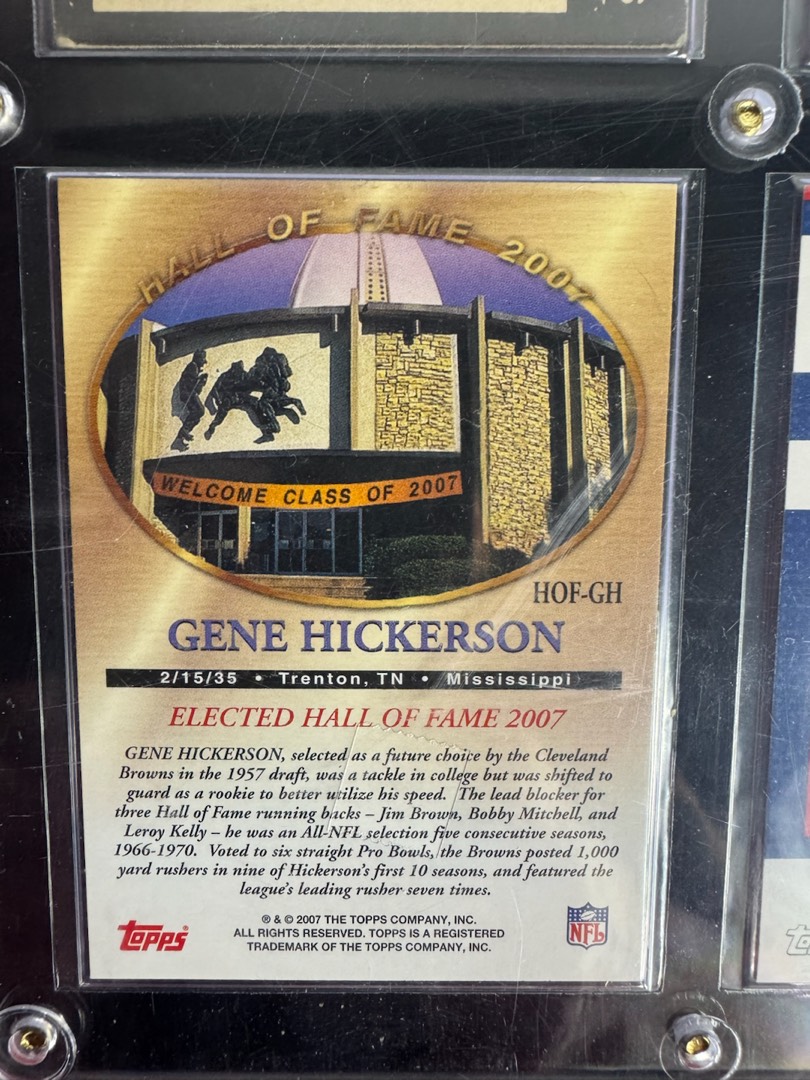 HALL OF FAME 2007
WELCOME CLASS OF 2007
HOF-GH
GENE HICKERSON
2/15/35 • Trenton, TN • Mississippi
ELECTED HALL OF FAME 2007
GENE HICKERSON, selected as a future choice by the Cleveland
Browns in the 1957 draft, was a tackle in college but was shifted to
guard as a rookie to better utilize his speed. The lead blocker for
three Hall of Fame running backs – Jim Brown, Bobby Mitchell, and
Leroy Kelly – he was an All-NFL selection five consecutive seasons,
1966-1970. Voted to six straight Pro Bowls, the Browns posted 1,000
yard rushers in nine of Hickerson's first 10 seasons, and featured the
league's leading rusher seven times.
Topps®
® & © 2007 THE TOPPS COMPANY, INC.
ALL RIGHTS RESERVED. TOPPS IS A REGISTERED
TRADEMARK OF THE TOPPS COMPANY, INC.
NFL